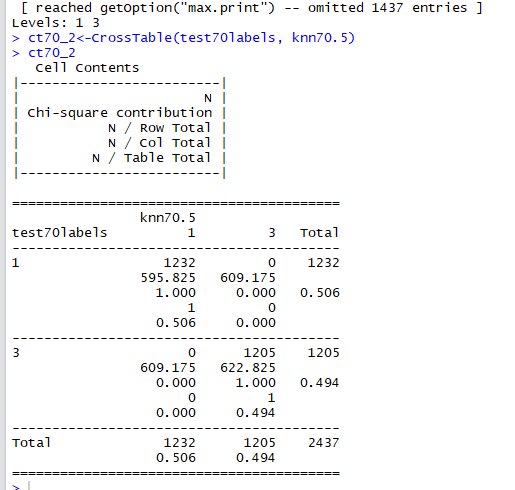 [ reached getOption("max.print") -- omitted 1437 entries ]
Levels: 1 3
> ct70_2<-CrossTable(test70labels, knn70.5)
> ct70_2
   Cell Contents
|-------------------------|
|                       N |
| Chi-square contribution |
|           N / Row Total |
|           N / Col Total |
|         N / Table Total |
|-------------------------|
=========================================
                knn70.5
test70labels          1         3   Total
-----------------------------------------
1                  1232         0    1232
                595.825   609.175
                  1.000     0.000   0.506
                      1         0
                  0.506     0.000
-----------------------------------------
3                     0      1205    1205
                609.175   622.825
                  0.000     1.000   0.494
                      0         1
                  0.000     0.494
-----------------------------------------
Total              1232      1205    2437
                  0.506     0.494
=========================================
>